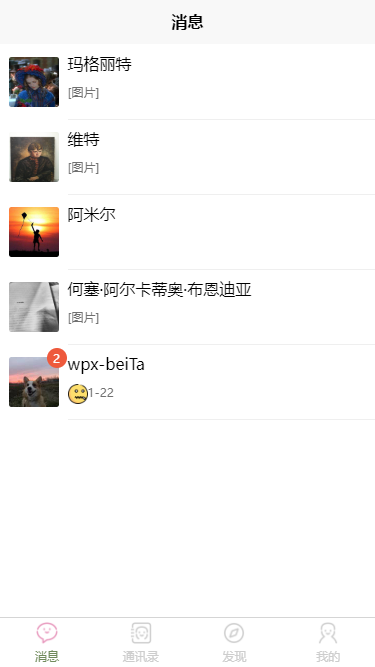 消息
玛格丽特
[图片]
维特
[图片]
阿米尔
何塞·阿尔卡蒂奥·布恩迪亚
[图片]
2
wpx-beiTa
1-22
消息
通讯录
发现
我的